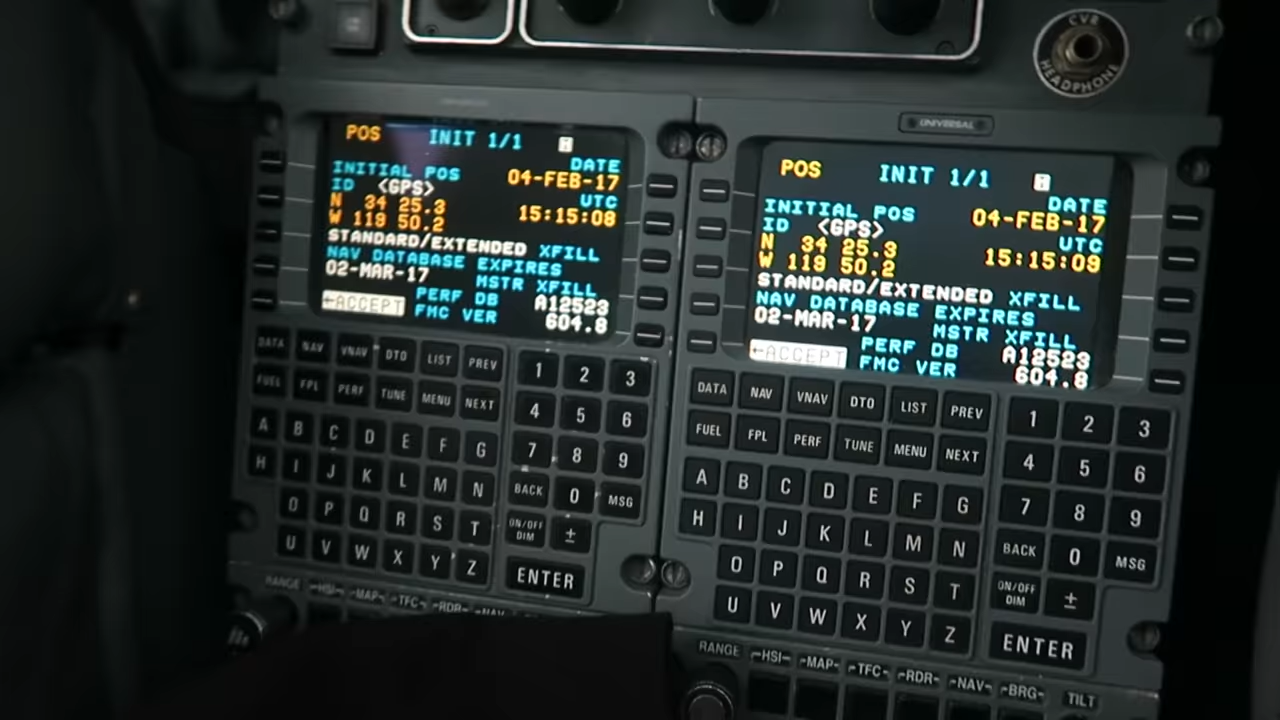 CVR
HEADPHONE
UNIVERSAL
POS INIT 1/1
DATE
INITIAL POS 04-FEB-17
ID <GPS> UTC
N 34 25.3 15:15:08
W 119 50.2
STANDARD/EXTENDED XFILL
NAV DATABASE EXPIRES
02-MAR-17 MSTR XFILL
←ACCEPT PERF DB A12523
FMC VER 604.8
DATA NAV VNAV DTO LIST PREV
FUEL FPL PERF TUNE MENU NEXT
1 2 3
4 5 6
7 8 9
BACK 0 MSG
ON/OFF DIM ±
ENTER
A B C D E F G
H I J K L M N
O P Q R S T
U V W X Y Z
RANGE HSI MAP TFC RDR NAV
POS INIT 1/1
DATE
INITIAL POS 04-FEB-17
ID <GPS> UTC
N 34 25.3 15:15:09
W 119 50.2
STANDARD/EXTENDED XFILL
NAV DATABASE EXPIRES
02-MAR-17 MSTR XFILL
←ACCEPT PERF DB A12523
FMC VER 604.8
DATA NAV VNAV DTO LIST PREV
FUEL FPL PERF TUNE MENU NEXT
1 2 3
4 5 6
7 8 9
BACK 0 MSG
ON/OFF DIM ±
ENTER
A B C D E F G
H I J K L M N
O P Q R S T
U V W X Y Z
RANGE HSI MAP TFC RDR NAV BRG TILT